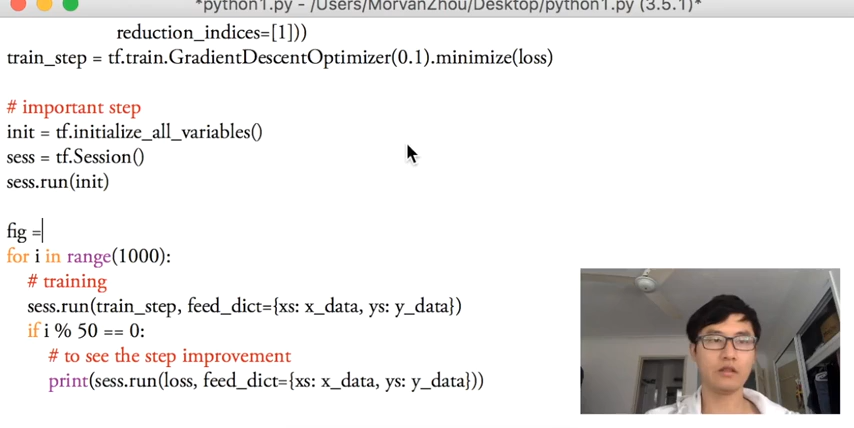 *python1.py - /Users/MorvanZhou/Desktop/python1.py (3.5.1)*
reduction_indices=[1]))
train_step = tf.train.GradientDescentOptimizer(0.1).minimize(loss)
# important step
init = tf.initialize_all_variables()
sess = tf.Session()
sess.run(init)
fig =
for i in range(1000):
# training
sess.run(train_step, feed_dict={xs: x_data, ys: y_data})
if i % 50 == 0:
# to see the step improvement
print(sess.run(loss, feed_dict={xs: x_data, ys: y_data}))